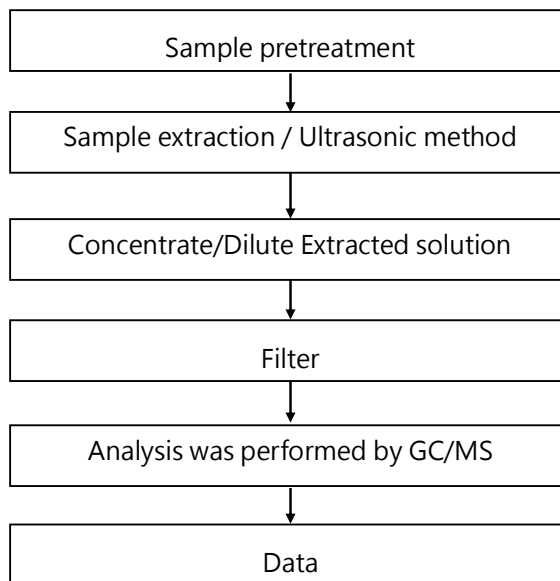 Sample pretreatment
Sample extraction / Ultrasonic method
Concentrate/Dilute Extracted solution
Filter
Analysis was performed by GC/MS
Data